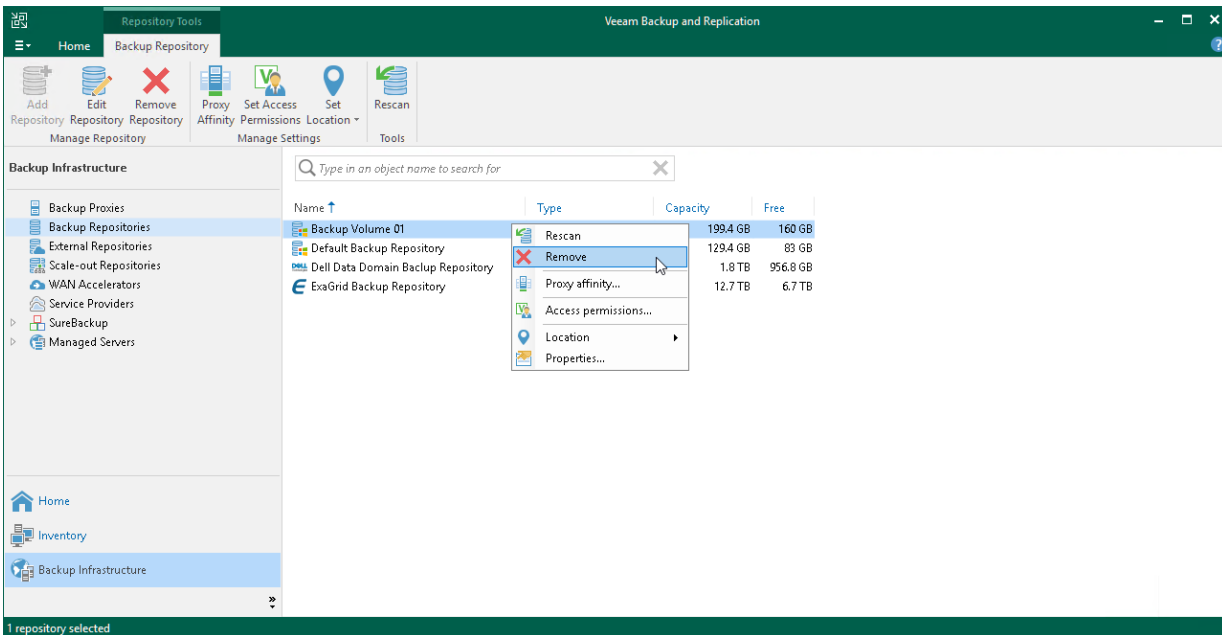 Repository Tools
Veeam Backup and Replication
Home
Backup Repository
Add Repository
Edit Repository
Remove Repository
Proxy Affinity
Set Access Permissions
Set Location
Rescan
Manage Repository
Manage Settings
Tools
Backup Infrastructure
Type in an object name to search for
Name
Type
Capacity
Free
Backup Proxies
Backup Repositories
External Repositories
Scale-out Repositories
WAN Accelerators
Service Providers
SureBackup
Managed Servers
Backup Volume 01
199.4 GB
160 GB
Default Backup Repository
129.4 GB
83 GB
DELL
Dell Data Domain Baclup Repository
1.8 TB
956.8 GB
ExaGrid Backup Repository
12.7 TB
6.7 TB
Rescan
Remove
Proxy affinity...
Access permissions...
Location
Properties...
Home
Inventory
Backup Infrastructure
1 repository selected